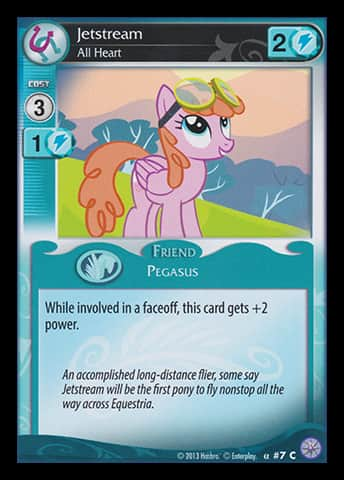 Jetstream
All Heart
2
COST
3
1
FRIEND
PEGASUS
While involved in a faceoff, this card gets +2
power.
An accomplished long-distance flier, some say
Jetstream will be the first pony to fly nonstop all the
way across Equestria.
© 2013 Hasbro. © Enterplay. α #7 C